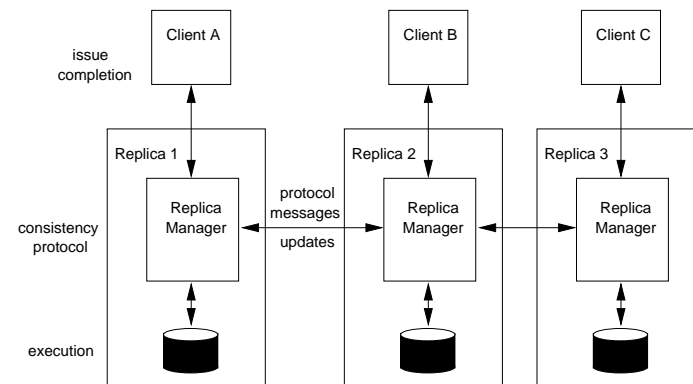 Client A
Client B
Client C
issue
completion
Replica 1
Replica 2
Replica 3
protocol
messages
updates
Replica
Manager
Replica
Manager
Replica
Manager
consistency
protocol
execution